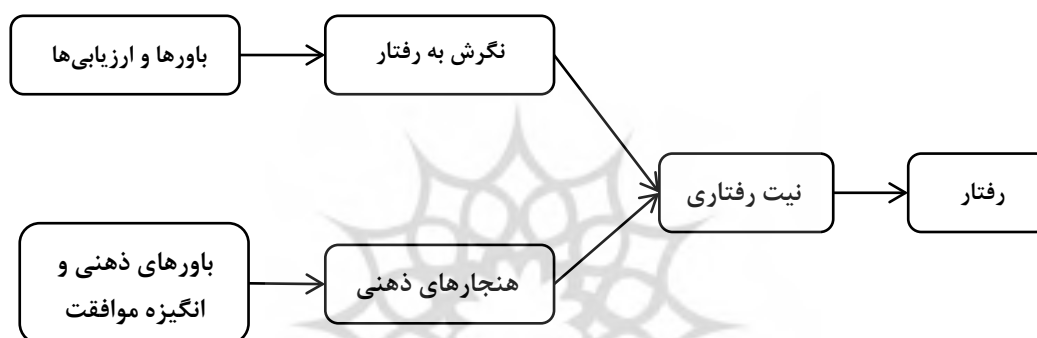 باورها و ارزیابی‌ها
نگرش به رفتار
باورهای ذهنی و
انگیزه موافقت
هنجارهای ذهنی
نیت رفتاری
رفتار